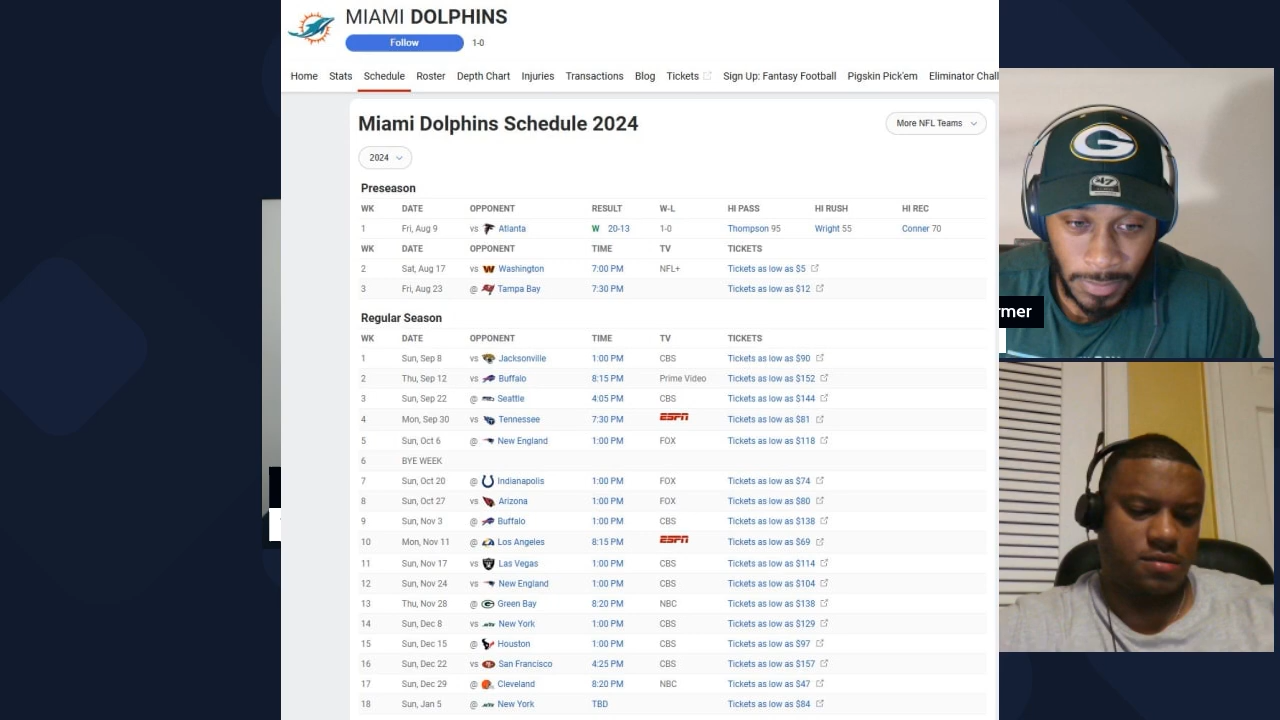 MIAMI DOLPHINS
Follow 1-0
Home Stats Schedule Roster Depth Chart Injuries Transactions Blog Tickets Sign Up: Fantasy Football Pigskin Pick'em Eliminator Chall
Miami Dolphins Schedule 2024
More NFL Teams
2024
Preseason
WK DATE OPPONENT RESULT W-L HI PASS HI RUSH HI REC
1 Fri, Aug 9 vs Atlanta W 20-13 1-0 Thompson 95 Wright 55 Conner 70
WK DATE OPPONENT TIME TV TICKETS
2 Sat, Aug 17 vs Washington 7:00 PM NFL+ Tickets as low as $5
3 Fri, Aug 23 @ Tampa Bay 7:30 PM Tickets as low as $12
Regular Season
WK DATE OPPONENT TIME TV TICKETS
1 Sun, Sep 8 vs Jacksonville 1:00 PM CBS Tickets as low as $90
2 Thu, Sep 12 vs Buffalo 8:15 PM Prime Video Tickets as low as $152
3 Sun, Sep 22 @ Seattle 4:05 PM CBS Tickets as low as $144
4 Mon, Sep 30 vs Tennessee 7:30 PM ESPN Tickets as low as $81
5 Sun, Oct 6 @ New England 1:00 PM FOX Tickets as low as $118
6 BYE WEEK
7 Sun, Oct 20 @ Indianapolis 1:00 PM FOX Tickets as low as $74
8 Sun, Oct 27 vs Arizona 1:00 PM FOX Tickets as low as $80
9 Sun, Nov 3 @ Buffalo 1:00 PM CBS Tickets as low as $138
10 Mon, Nov 11 @ Los Angeles 8:15 PM ESPN Tickets as low as $69
11 Sun, Nov 17 vs Las Vegas 1:00 PM CBS Tickets as low as $114
12 Sun, Nov 24 vs New England 1:00 PM CBS Tickets as low as $104
13 Thu, Nov 28 @ Green Bay 8:20 PM NBC Tickets as low as $138
14 Sun, Dec 8 vs New York 1:00 PM CBS Tickets as low as $129
15 Sun, Dec 15 @ Houston 1:00 PM CBS Tickets as low as $97
16 Sun, Dec 22 vs San Francisco 4:25 PM CBS Tickets as low as $157
17 Sun, Dec 29 @ Cleveland 8:20 PM NBC Tickets as low as $47
18 Sun, Jan 5 @ New York TBD Tickets as low as $84
G
47
rmer